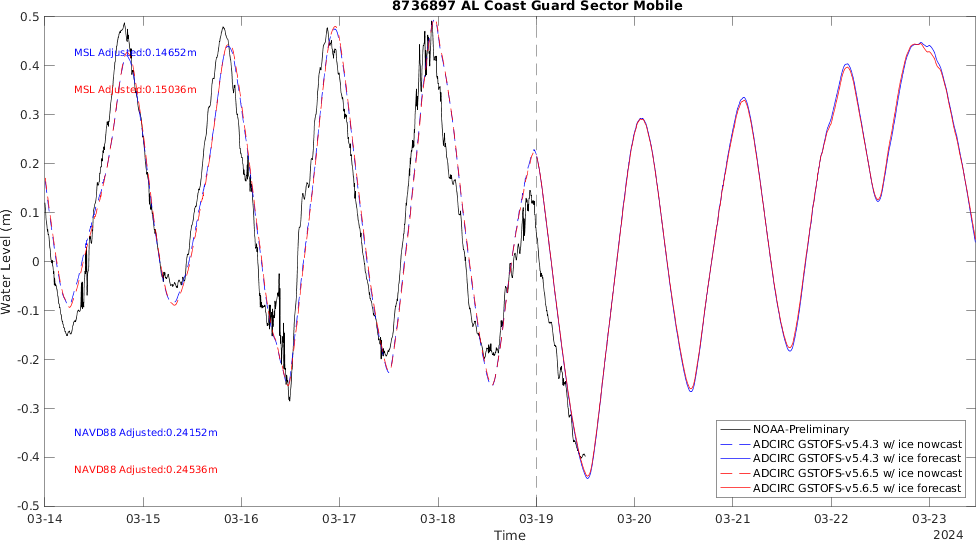 8736897 AL Coast Guard Sector Mobile
0.5
0.4
0.3
0.2
0.1
0
-0.1
-0.2
-0.3
-0.4
-0.5
Water Level (m)
MSL Adjusted:0.14652m
MSL Adjusted:0.15036m
NAVD88 Adjusted:0.24152m
NAVD88 Adjusted:0.24536m
NOAA-Preliminary
ADCIRC GSTOFS-v5.4.3 w/ ice nowcast
ADCIRC GSTOFS-v5.4.3 w/ ice forecast
ADCIRC GSTOFS-v5.6.5 w/ ice nowcast
ADCIRC GSTOFS-v5.6.5 w/ ice forecast
03-14 03-15 03-16 03-17 03-18 03-19 03-20 03-21 03-22 03-23
Time
2024